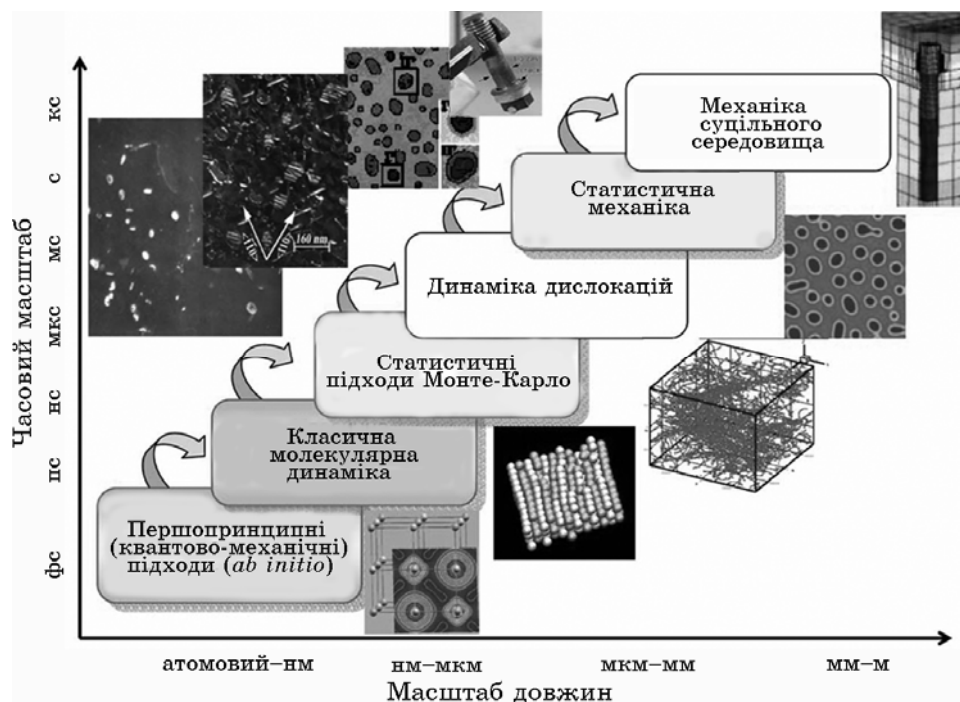 Часовий масштаб
кс
с
мс
мкс
нс
пс
фс
Механіка
суцільного
середовища
Статистична
механіка
Динаміка дислокацій
Статистичні
підходи Монте-Карло
Класична
молекулярна
динаміка
Першопринципні
(квантово-механічні)
підходи (ab initio)
160 nm
атомовий–нм
нм–мкм
мкм–мм
мм–м
Масштаб довжин